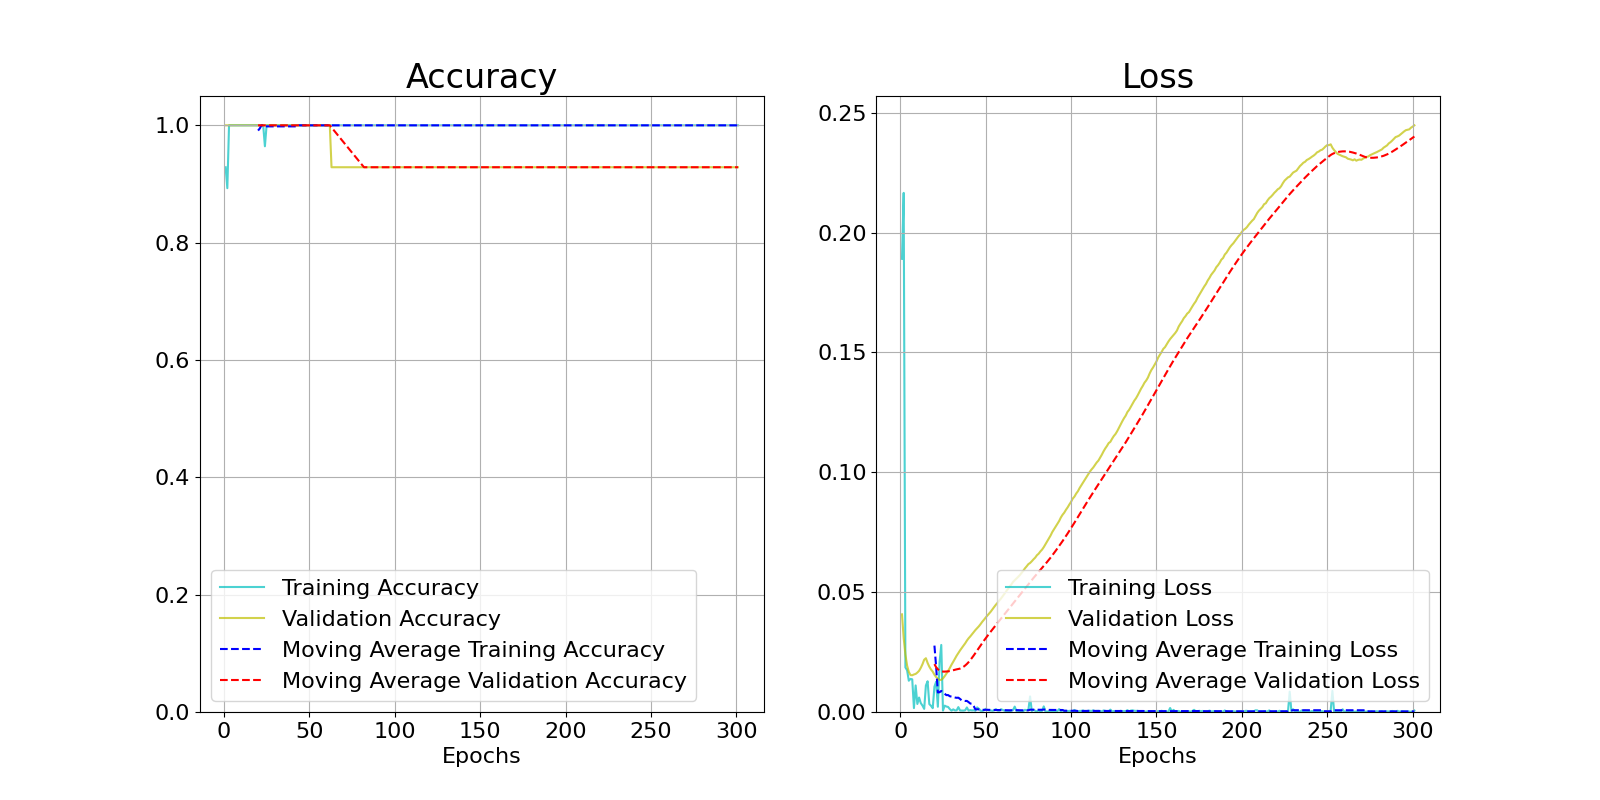 Accuracy
1.0
0.8
0.6
0.4
0.2
0.0
0 50 100 150 200 250 300
Epochs
Training Accuracy
Validation Accuracy
Moving Average Training Accuracy
Moving Average Validation Accuracy
Loss
0.25
0.20
0.15
0.10
0.05
0.00
0 50 100 150 200 250 300
Epochs
Training Loss
Validation Loss
Moving Average Training Loss
Moving Average Validation Loss